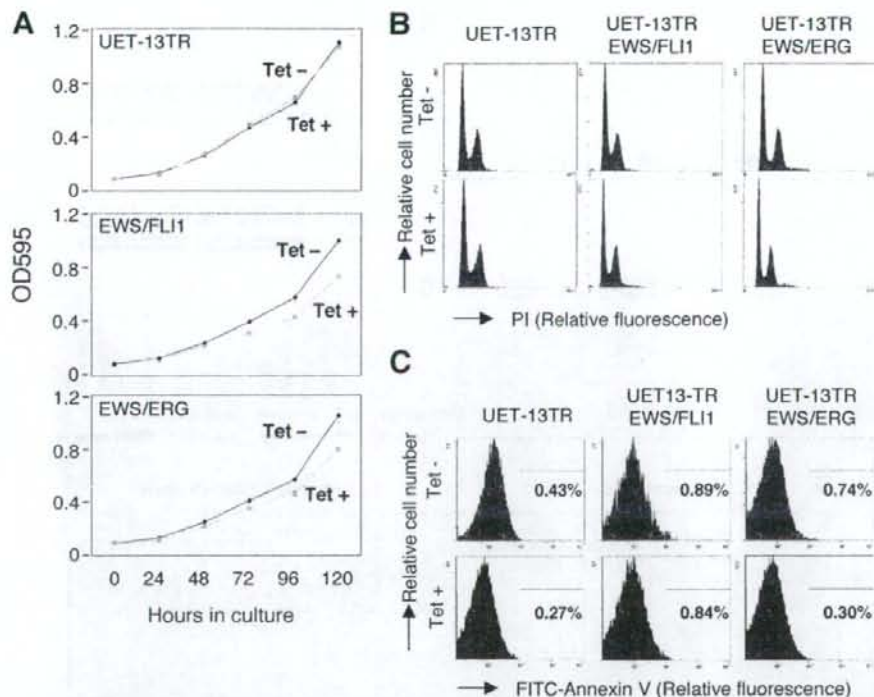 A
UET-13TR
Tet –
Tet +
EWS/FLI1
Tet –
Tet +
EWS/ERG
Tet –
Tet +
1.2
0.8
0.4
0
1.2
0.8
0.4
0
1.2
0.8
0.4
0
OD595
0 24 48 72 96 120
Hours in culture
B
UET-13TR
UET-13TR
EWS/FLI1
UET-13TR
EWS/ERG
Tet -
Tet +
Relative cell number
PI (Relative fluorescence)
C
UET-13TR
UET13-TR
EWS/FLI1
UET-13TR
EWS/ERG
Tet -
0.43%
0.89%
0.74%
Tet +
0.27%
0.84%
0.30%
Relative cell number
FITC-Annexin V (Relative fluorescence)